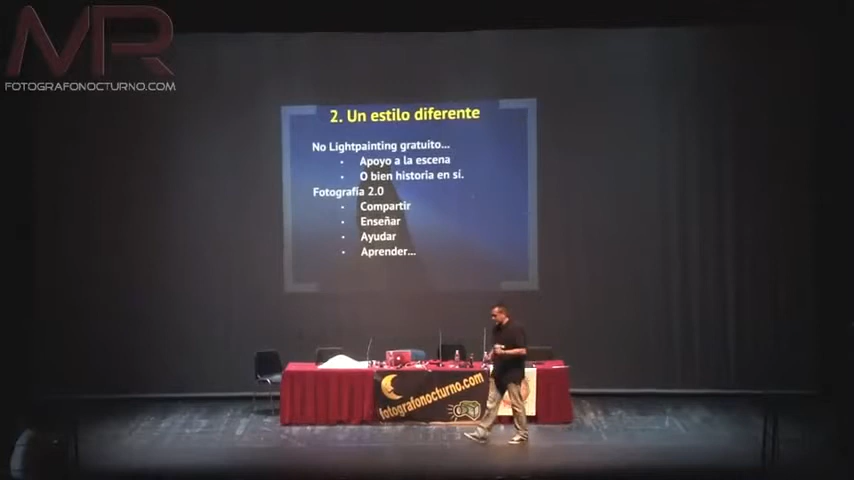 MR
FOTOGRAFONOCTURNO.COM
2. Un estilo diferente
No Lightpainting gratuito...
• Apoyo a la escena
• O bien historia en sí.
Fotografía 2.0
• Compartir
• Enseñar
• Ayudar
• Aprender...
fotografonocturno.com